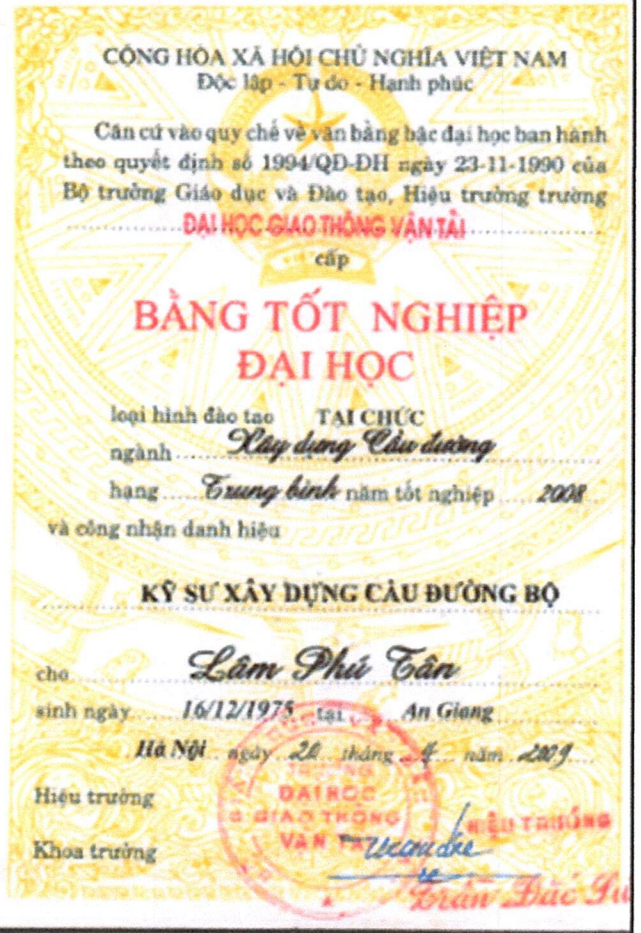 CỘNG HÒA XÃ HỘI CHỦ NGHĨA VIỆT NAM
Độc lập - Tự do - Hạnh phúc
Căn cứ vào quy chế về văn bằng bậc đại học ban hành
theo quyết định số 1994/QD-ĐH ngày 23-11-1990 của
Bộ trưởng Giáo dục và Đào tạo, Hiệu trưởng trường
ĐẠI HỌC GIAO THÔNG VẬN TẢI
cấp
BẰNG TỐT NGHIỆP
ĐẠI HỌC
loại hình đào tạo TẠI CHỨC
ngành Xây dựng Cầu đường
hạng Trung bình năm tốt nghiệp 2008
và công nhận danh hiệu
KỸ SƯ XÂY DỰNG CẦU ĐƯỜNG BỘ
cho Lâm Phú Tân
sinh ngày 16/12/1975 tại An Giang
Hà Nội ngày 20 tháng 4 năm 2009
Hiệu trưởng
TRƯỜNG
ĐẠI HỌC
GIAO THÔNG
VẬN TẢI
HIỆU TRƯỞNG
Khoa trưởng
Trần Đắc